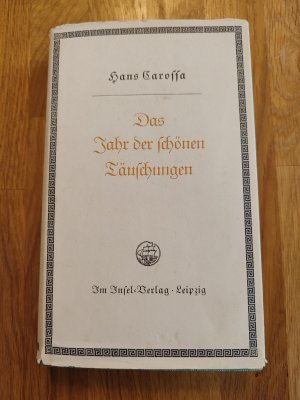 Hans Carossa
Das
Jahr der schönen
Täuschungen
Im Insel-Verlag · Leipzig